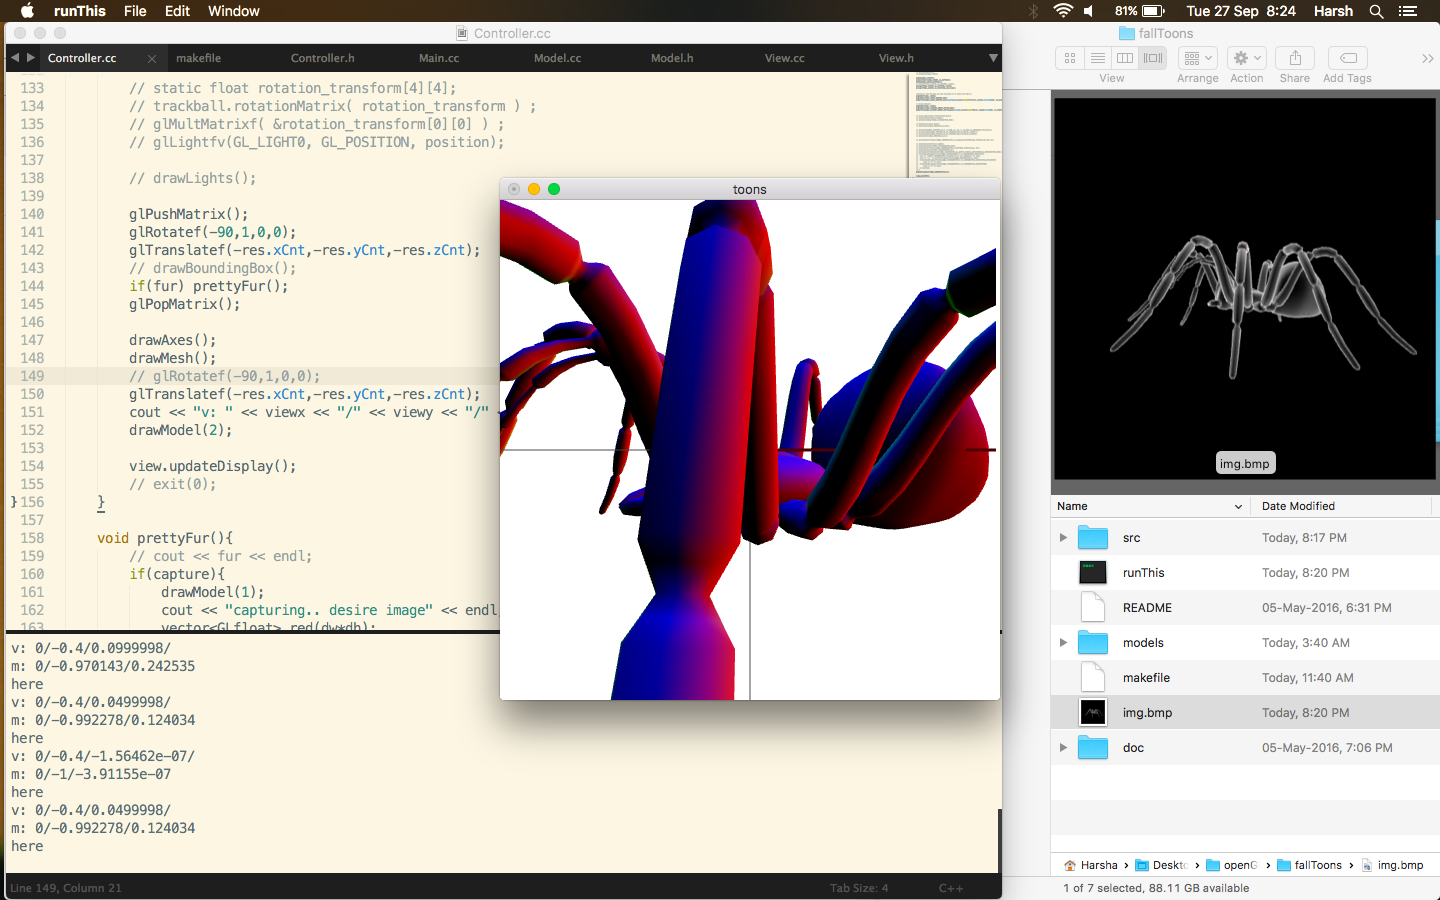 runThis File Edit Window 81% Tue 27 Sep 8:24 Harsh
Controller.cc
Controller.cc makefile Controller.h Main.cc Model.cc Model.h View.cc View.h
133 // static float rotation_transform[4][4];
134 // trackball.rotationMatrix( rotation_transform ) ;
135 // glMultMatrixf( &rotation_transform[0][0] ) ;
136 // glLightfv(GL_LIGHT0, GL_POSITION, position);
137
138 // drawLights();
139
140 glPushMatrix();
141 glRotatef(-90,1,0,0);
142 glTranslatef(-res.xCnt,-res.yCnt,-res.zCnt);
143 // drawBoundingBox();
144 if(fur) prettyFur();
145 glPopMatrix();
146
147 drawAxes();
148 drawMesh();
149 // glRotatef(-90,1,0,0);
150 glTranslatef(-res.xCnt,-res.yCnt,-res.zCnt);
151 cout << "v: " << viewx << "/" << viewy << "/"
152 drawModel(2);
153
154 view.updateDisplay();
155 // exit(0);
}156 }
157
158 void prettyFur(){
159 // cout << fur << endl;
160 if(capture){
161 drawModel(1);
162 cout << "capturing.. desire image" << endl
163 vector<GLfloat> red(dw*dh);
v: 0/-0.4/0.0999998/
m: 0/-0.970143/0.242535
here
v: 0/-0.4/0.0499998/
m: 0/-0.992278/0.124034
here
v: 0/-0.4/-1.56462e-07/
m: 0/-1/-3.91155e-07
here
v: 0/-0.4/0.0499998/
m: 0/-0.992278/0.124034
here
Line 149, Column 21 Tab Size: 4 C++
toons
fallToons
View Arrange Action Share Add Tags
img.bmp
Name Date Modified
src Today, 8:17 PM
runThis Today, 8:20 PM
README 05-May-2016, 6:31 PM
models Today, 3:40 AM
makefile Today, 11:40 AM
img.bmp Today, 8:20 PM
doc 05-May-2016, 7:06 PM
Harsha › Deskt › openG › fallToons › img.bmp
1 of 7 selected, 88.11 GB available